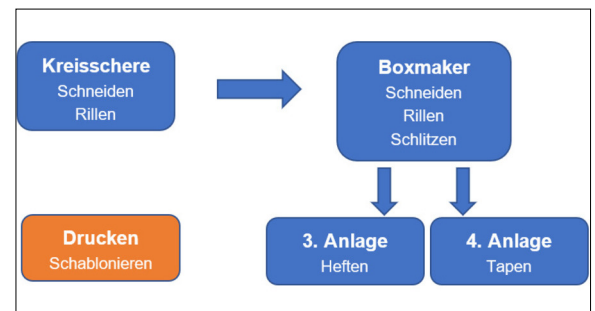 Kreisschere
Schneiden
Rillen
Boxmaker
Schneiden
Rillen
Schlitzen
Drucken
Schablonieren
3. Anlage
Heften
4. Anlage
Tapen